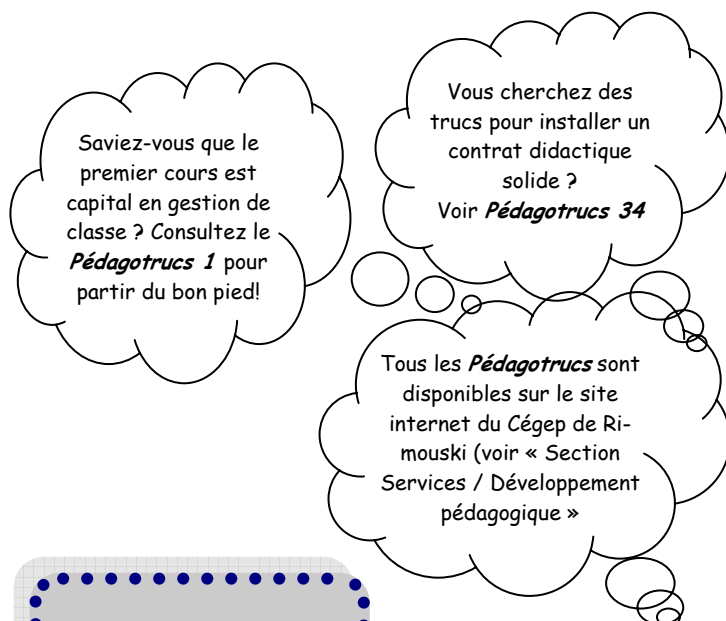 Saviez-vous que le
premier cours est
capital en gestion de
classe ? Consultez le
Pédagotrucs 1 pour
partir du bon pied!
Vous cherchez des
trucs pour installer un
contrat didactique
solide ?
Voir Pédagotrucs 34
Tous les Pédagotrucs sont
disponibles sur le site
internet du Cégep de Ri-
mouski (voir « Section
Services / Développement
pédagogique »